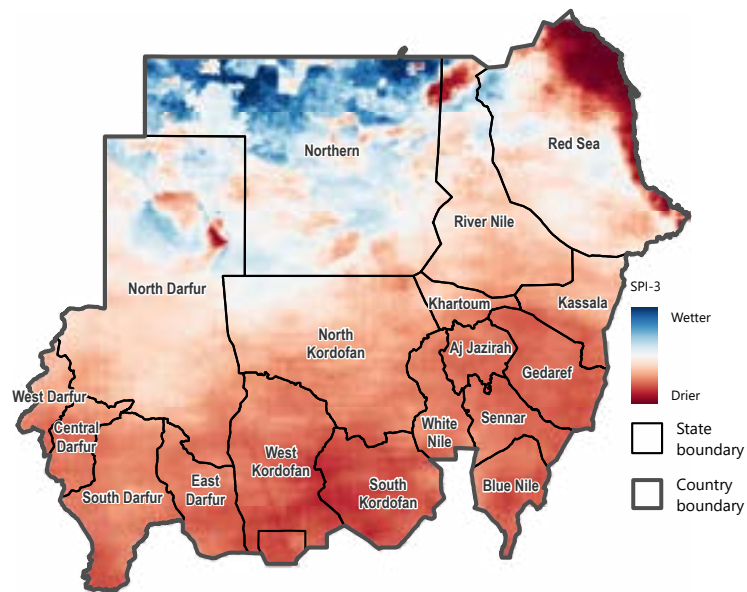 Northern
Red Sea
River Nile
North Darfur
SPI-3
Wetter
Drier
Khartoum
Kassala
North
Kordofan
Aj Jazirah
Gedaref
West Darfur
Central
Darfur
White
Nile
Sennar
West
Kordofan
South
Kordofan
East
Darfur
South Darfur
Blue Nile
State
boundary
Country
boundary